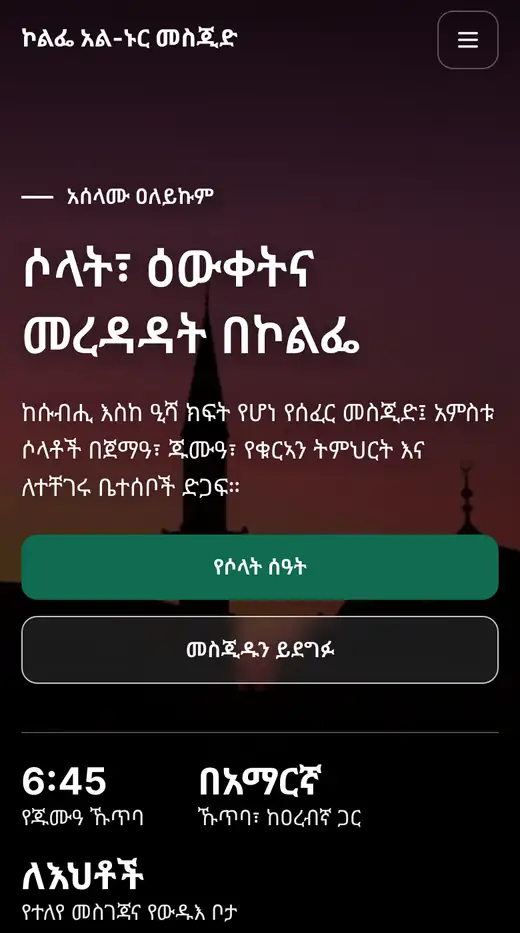 ኮልፌ አል-ኑር መስጂድ
አሰላሙ ዐለይኩም
ሶላት፣ ዕውቀትና
መረዳዳት በኮልፌ
ከሱብሒ እስከ ዒሻ ክፍት የሆነ የሰፈር መስጂድ፤ አምስቱ
ሶላቶች በጀማዓ፣ ጁሙዓ፣ የቁርኣን ትምህርት እና
ለተቸገሩ ቤተሰቦች ድጋፍ።
የሶላት ሰዓት
መስጂዱን ይደግፉ
6:45
የጁሙዓ ኹጥባ
በአማርኛ
ኹጥባ፣ ከዐረብኛ ጋር
ለእህቶች
የተለየ መስገጃና የውዱእ ቦታ